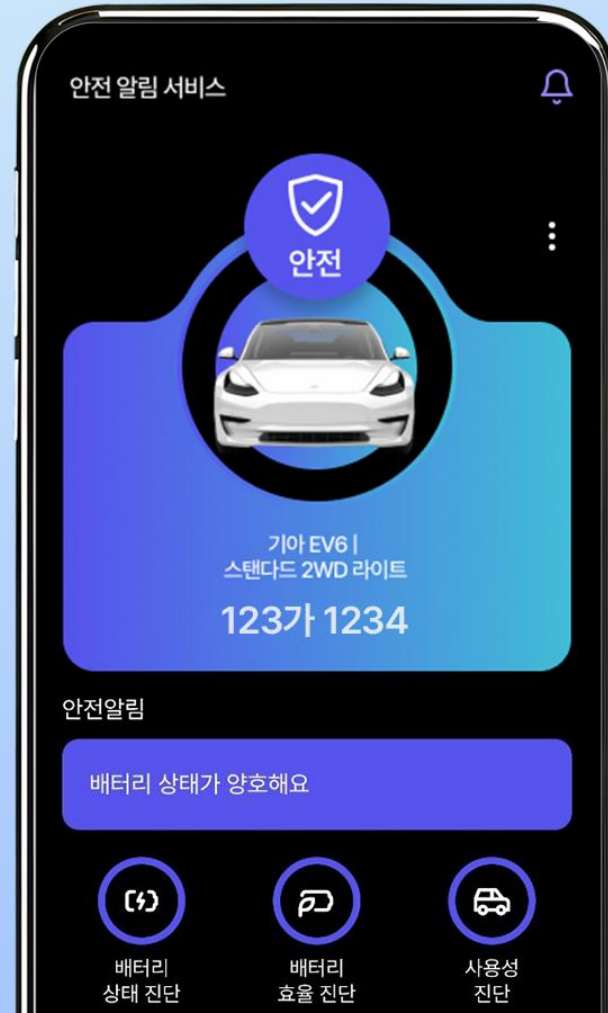 안전 알림 서비스
안전
기아 EV6 |
스탠다드 2WD 라이트
123가 1234
안전알림
배터리 상태가 양호해요
배터리
상태 진단
배터리
효율 진단
사용성
진단